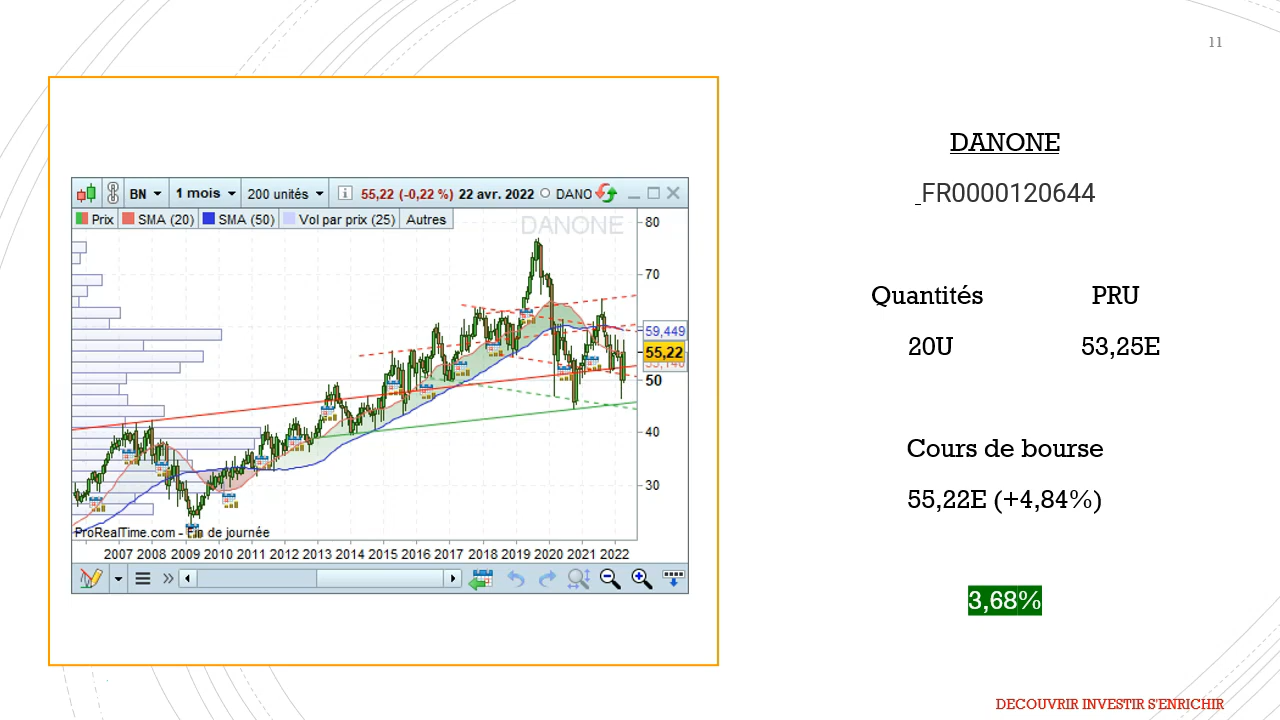 11
BN
1 mois
200 unités
55,22 (-0,22 %) 22 avr. 2022
DANO
Prix
SMA (20)
SMA (50)
Vol par prix (25)
Autres
DANONE
80
70
59,449
55,22
50
40
30
ProRealTime.com - Fin de journée
2007 2008 2009 2010 2011 2012 2013 2014 2015 2016 2017 2018 2019 2020 2021 2022
DANONE
FR0000120644
Quantités PRU
20U 53,25E
Cours de bourse
55,22E (+4,84%)
3,68%
DECOUVRIR INVESTIR S'ENRICHIR